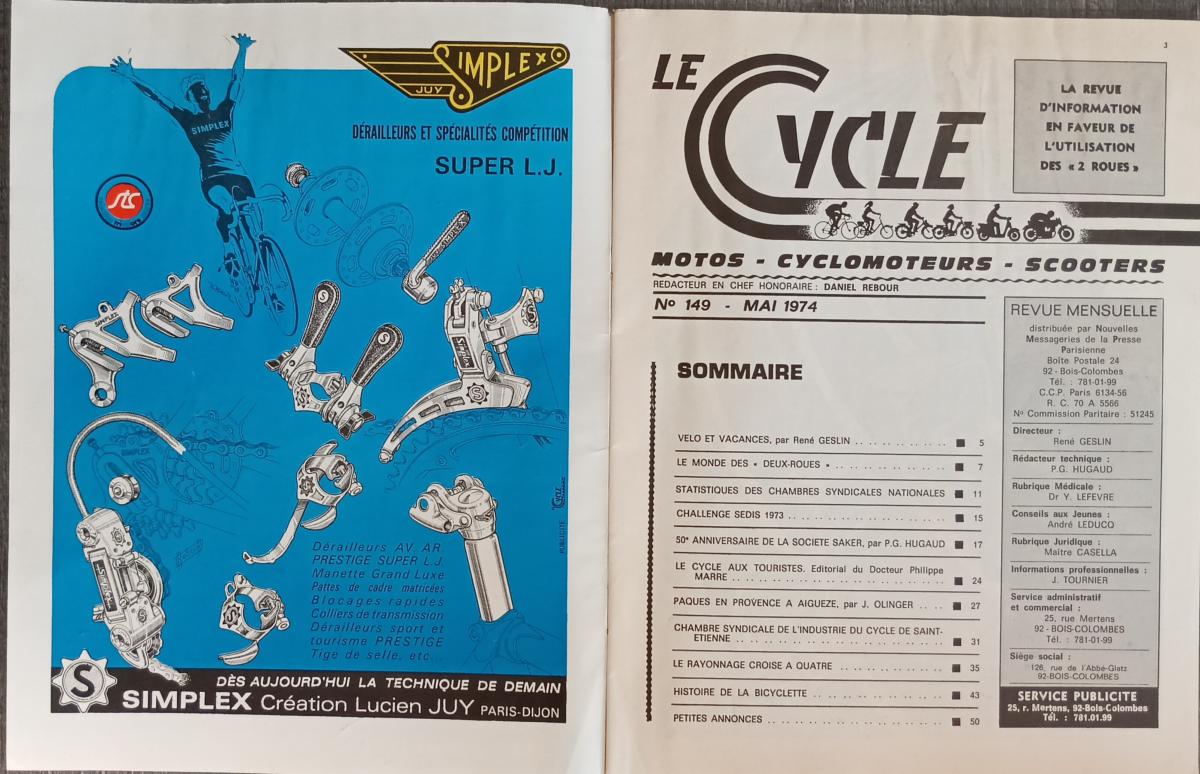 SIMPLEX
JUY
DÉRAILLEURS ET SPÉCIALITÉS COMPÉTITION
SUPER L.J.
SIMPLEX
SIMPLEX
SIMPLEX
SIMPLEX
Simplex
S
S
S
PUBLICITÉ
Dérailleurs AV. AR.
PRESTIGE SUPER L.J.
Manette Grand Luxe
Pattes de cadre matricées
Blocages rapides
Colliers de transmission
Dérailleurs sport et
tourisme PRESTIGE
Tige de selle, etc...
S
DÈS AUJOURD'HUI LA TECHNIQUE DE DEMAIN
SIMPLEX Création Lucien JUY PARIS-DIJON
3
LE CYCLE
LA REVUE
D'INFORMATION
EN FAVEUR DE
L'UTILISATION
DES « 2 ROUES »
MOTOS - CYCLOMOTEURS - SCOOTERS
REDACTEUR EN CHEF HONORAIRE : DANIEL REBOUR
No 149 - MAI 1974
SOMMAIRE
VELO ET VACANCES, par René GESLIN .............. ■ 5
LE MONDE DES « DEUX-ROUES » .................. ■ 7
STATISTIQUES DES CHAMBRES SYNDICALES NATIONALES ■ 11
CHALLENGE SEDIS 1973 .......................... ■ 15
50e ANNIVERSAIRE DE LA SOCIETE SAKER, par P.G. HUGAUD ■ 17
LE CYCLE AUX TOURISTES. Editorial du Docteur Philippe
MARRE .................................. ■ 24
PAQUES EN PROVENCE A AIGUEZE, par J. OLINGER .... ■ 27
CHAMBRE SYNDICALE DE L'INDUSTRIE DU CYCLE DE SAINT-
ETIENNE .................................. ■ 31
LE RAYONNAGE CROISE A QUATRE .................. ■ 35
HISTOIRE DE LA BICYCLETTE ...................... ■ 43
PETITES ANNONCES .............................. ■ 50
REVUE MENSUELLE
distribuée par Nouvelles
Messageries de la Presse
Parisienne
Boîte Postale 24
92 - Bois-Colombes
Tél. : 781-01-99
C.C.P. Paris 6134-56
R. C. 70 A 5566
No Commission Paritaire : 51245
Directeur :
René GESLIN
Rédacteur technique :
P.G. HUGAUD
Rubrique Médicale :
Dr Y. LEFEVRE
Conseils aux Jeunes :
André LEDUCQ
Rubrique Juridique :
Maitre CASELLA
Informations professionnelles :
J. TOURNIER
Service administratif
et commercial :
25, rue Mertens
92 - BOIS-COLOMBES
Tél. : 781-01-99
Siège social :
126, rue de l'Abbé-Glatz
92-BOIS-COLOMBES
SERVICE PUBLICITE
25, r. Mertens, 92-Bois-Colombes
Tél. : 781.01.99